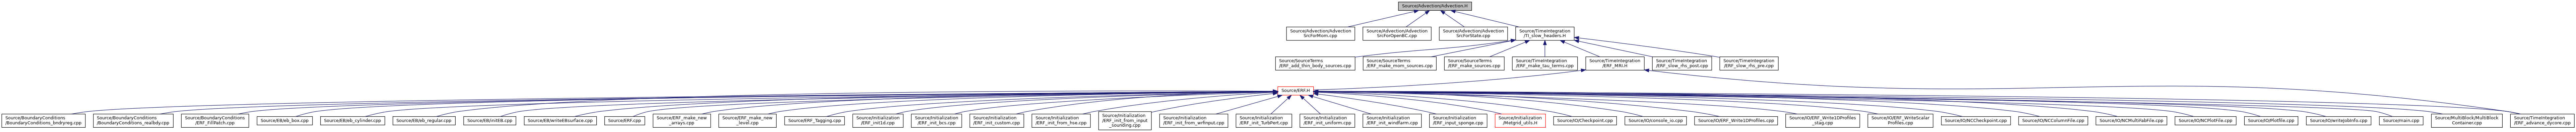 Source/Advection/Advection.H
Source/Advection/Advection
SrcForMom.cpp
Source/Advection/Advection
SrcForOpenBC.cpp
Source/Advection/Advection
SrcForState.cpp
Source/TimeIntegration
/TI_slow_headers.H
Source/SourceTerms
/ERF_add_thin_body_sources.cpp
Source/SourceTerms
/ERF_make_mom_sources.cpp
Source/SourceTerms
/ERF_make_sources.cpp
Source/TimeIntegration
/ERF_make_tau_terms.cpp
Source/TimeIntegration
/ERF_MRI.H
Source/TimeIntegration
/ERF_slow_rhs_post.cpp
Source/TimeIntegration
/ERF_slow_rhs_pre.cpp
Source/ERF.H
Source/BoundaryConditions
/BoundaryConditions_bndryreg.cpp
Source/BoundaryConditions
/BoundaryConditions_realbdy.cpp
Source/BoundaryConditions
/ERF_FillPatch.cpp
Source/EB/eb_box.cpp
Source/EB/eb_cylinder.cpp
Source/EB/eb_regular.cpp
Source/EB/initEB.cpp
Source/EB/writeEBsurface.cpp
Source/ERF.cpp
Source/ERF_make_new
_arrays.cpp
Source/ERF_make_new
_level.cpp
Source/ERF_Tagging.cpp
Source/Initialization
/ERF_init1d.cpp
Source/Initialization
/ERF_init_bcs.cpp
Source/Initialization
/ERF_init_custom.cpp
Source/Initialization
/ERF_init_from_hse.cpp
Source/Initialization
/ERF_init_from_input
_sounding.cpp
Source/Initialization
/ERF_init_from_wrfinput.cpp
Source/Initialization
/ERF_init_TurbPert.cpp
Source/Initialization
/ERF_init_uniform.cpp
Source/Initialization
/ERF_init_windfarm.cpp
Source/Initialization
/ERF_input_sponge.cpp
Source/Initialization
/Metgrid_utils.H
Source/IO/Checkpoint.cpp
Source/IO/console_io.cpp
Source/IO/ERF_Write1DProfiles.cpp
Source/IO/ERF_Write1DProfiles
_stag.cpp
Source/IO/ERF_WriteScalar
Profiles.cpp
Source/IO/NCCheckpoint.cpp
Source/IO/NCColumnFile.cpp
Source/IO/NCMultiFabFile.cpp
Source/IO/NCPlotFile.cpp
Source/IO/Plotfile.cpp
Source/IO/writeJobInfo.cpp
Source/main.cpp
Source/MultiBlock/MultiBlock
Container.cpp
Source/TimeIntegration
/ERF_advance_dycore.cpp